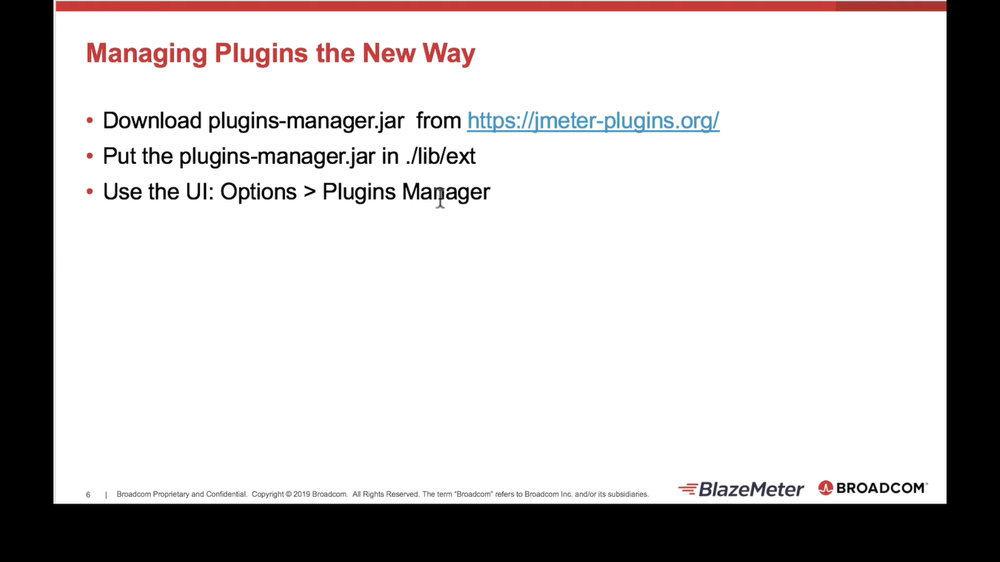 Managing Plugins the New Way
• Download plugins-manager.jar  from https://jmeter-plugins.org/
• Put the plugins-manager.jar in ./lib/ext
• Use the UI: Options > Plugins Manager
6 | Broadcom Proprietary and Confidential. Copyright © 2019 Broadcom. All Rights Reserved. The term “Broadcom” refers to Broadcom Inc. and/or its subsidiaries.
BlazeMeter BROADCOM®